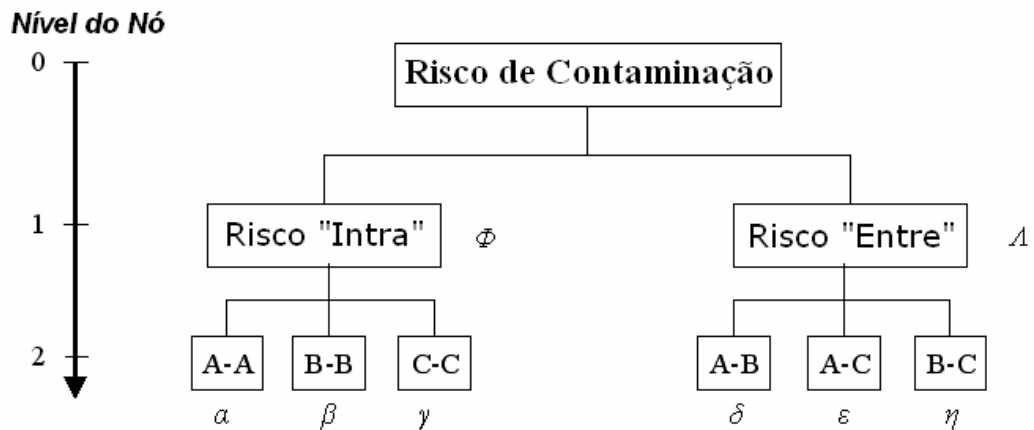 Nível do Nó
0
Risco de Contaminação
1
Risco "Intra" Φ
Risco "Entre" Λ
2
A-A B-B C-C
A-B A-C B-C
α β γ
δ ε η